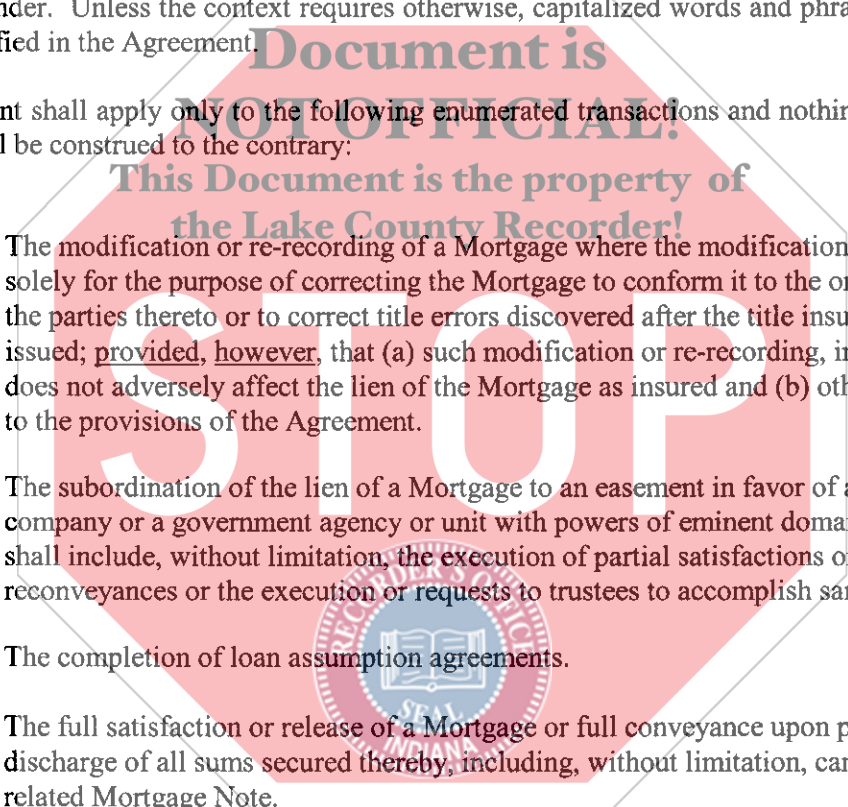 nder. Unless the context requires otherwise, capitalized words and phra
fied in the Agreement.
Document is
nt shall apply only to the following enumerated transactions and nothin
NOT OFFICIAL!
l be construed to the contrary:
This Document is the property of
the Lake County Recorder!
The modification or re-recording of a Mortgage where the modification
solely for the purpose of correcting the Mortgage to conform it to the or
the parties thereto or to correct title errors discovered after the title insu
issued; provided, however, that (a) such modification or re-recording, in
does not adversely affect the lien of the Mortgage as insured and (b) oth
to the provisions of the Agreement.
STOP
The subordination of the lien of a Mortgage to an easement in favor of a
company or a government agency or unit with powers of eminent doma
shall include, without limitation, the execution of partial satisfactions o
reconveyances or the execution or requests to trustees to accomplish sa
RECORDER'S OFFICE
The completion of loan assumption agreements.
SEAL
INDIANA
The full satisfaction or release of a Mortgage or full conveyance upon p
discharge of all sums secured thereby, including, without limitation, can
related Mortgage Note.